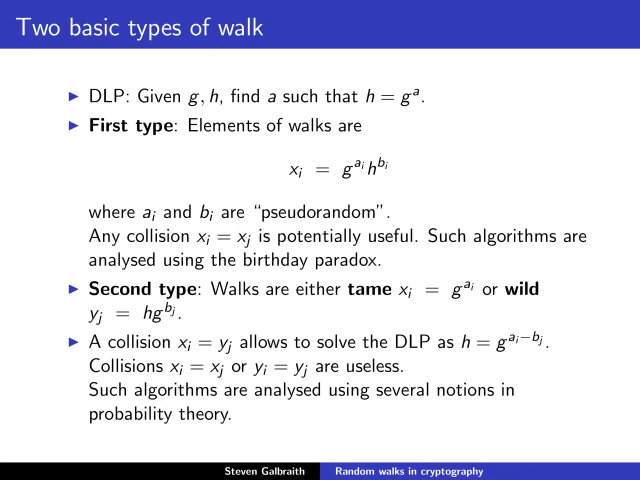 Two basic types of walk
▶ DLP: Given g, h, find a such that h = g^a.
▶ First type: Elements of walks are
x_i = g^{a_i} h^{b_i}
where a_i and b_i are “pseudorandom”.
Any collision x_i = x_j is potentially useful. Such algorithms are
analysed using the birthday paradox.
▶ Second type: Walks are either tame x_i = g^{a_i} or wild
y_j = hg^{b_j}.
▶ A collision x_i = y_j allows to solve the DLP as h = g^{a_i−b_j}.
Collisions x_i = x_j or y_i = y_j are useless.
Such algorithms are analysed using several notions in
probability theory.
Steven Galbraith Random walks in cryptography